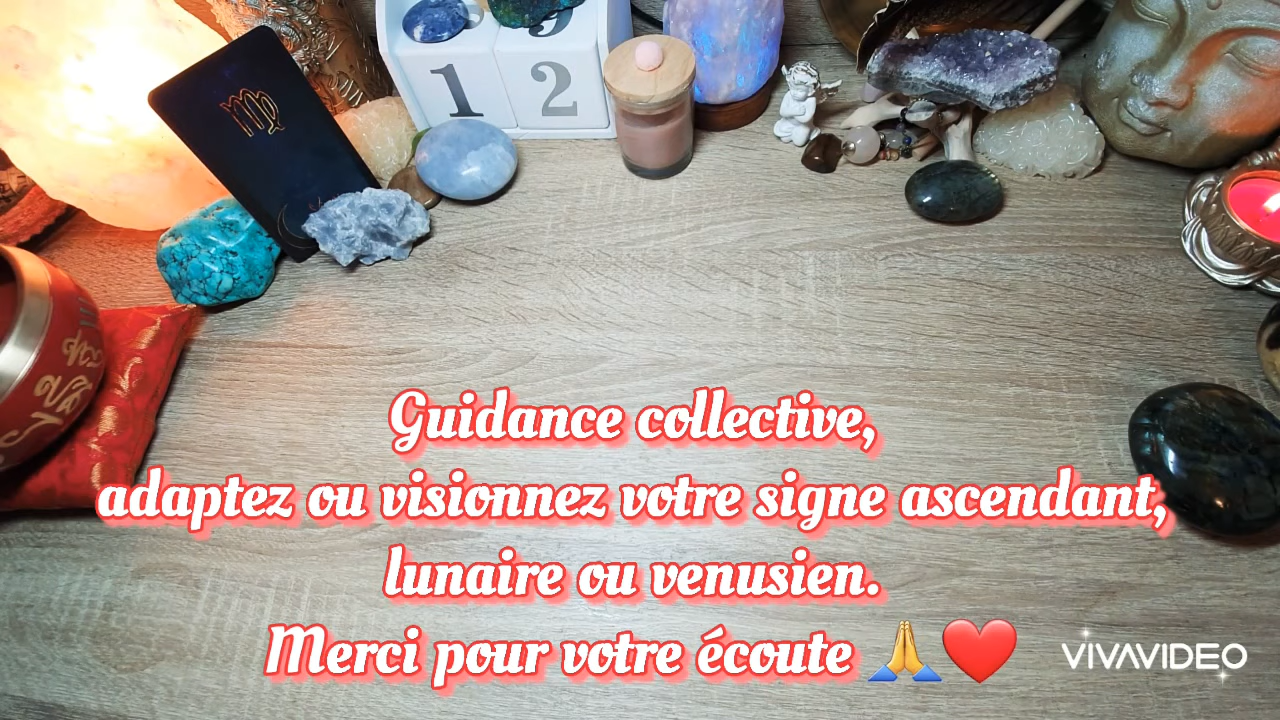 12
Guidance collective,
adaptez ou visionnez votre signe ascendant,
lunaire ou venusien.
Merci pour votre écoute 🙏❤️
VIVAVIDEO